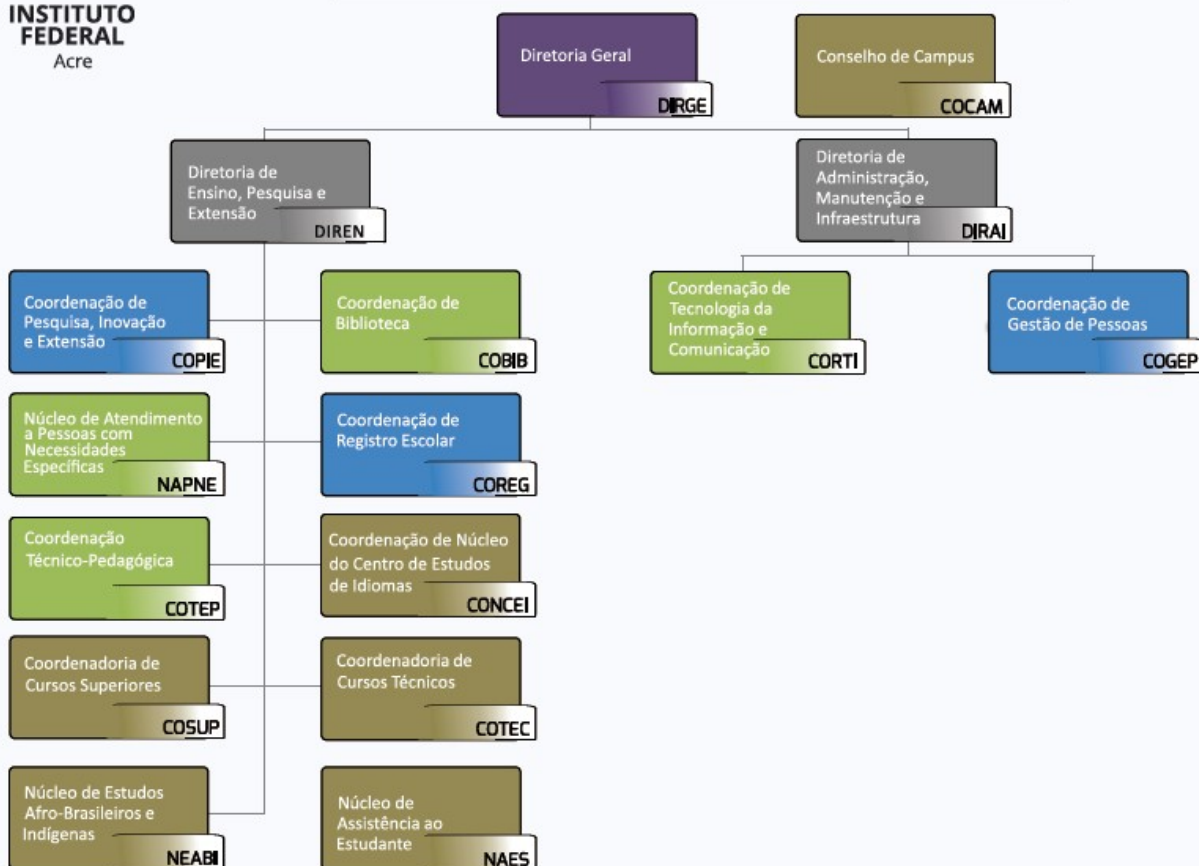 INSTITUTO
FEDERAL
Acre
Diretoria Geral
DIRGE
Conselho de Campus
COCAM
Diretoria de
Ensino, Pesquisa e
Extensão
DIREN
Diretoria de
Administração,
Manutenção e
Infraestrutura
DIRAI
Coordenação de
Pesquisa, Inovação
e Extensão
COPIE
Coordenação de
Biblioteca
COBIB
Coordenação de
Tecnologia da
Informação e
Comunicação
CORTI
Coordenação de
Gestão de Pessoas
COGEP
Núcleo de Atendimento
a Pessoas com
Necessidades
Específicas
NAPNE
Coordenação de
Registro Escolar
COREG
Coordenação
Técnico-Pedagógica
COTEP
Coordenação de Núcleo
do Centro de Estudos
de Idiomas
CONCEI
Coordenadoria de
Cursos Superiores
COSUP
Coordenadoria de
Cursos Técnicos
COTEC
Núcleo de Estudos
Afro-Brasileiros e
Indígenas
NEABI
Núcleo de
Assistência ao
Estudante
NAES